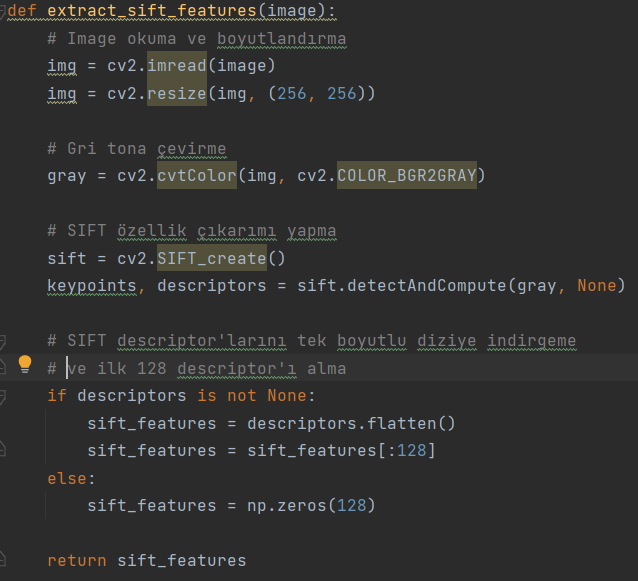 def extract_sift_features(image):
    # Image okuma ve boyutlandırma
    img = cv2.imread(image)
    img = cv2.resize(img, (256, 256))
    # Gri tona çevirme
    gray = cv2.cvtColor(img, cv2.COLOR_BGR2GRAY)
    # SIFT özellik çıkarımı yapma
    sift = cv2.SIFT_create()
    keypoints, descriptors = sift.detectAndCompute(gray, None)
    # SIFT descriptor'larını tek boyutlu diziye indirgeme
    # ve ilk 128 descriptor'ı alma
    if descriptors is not None:
        sift_features = descriptors.flatten()
        sift_features = sift_features[:128]
    else:
        sift_features = np.zeros(128)
    return sift_features